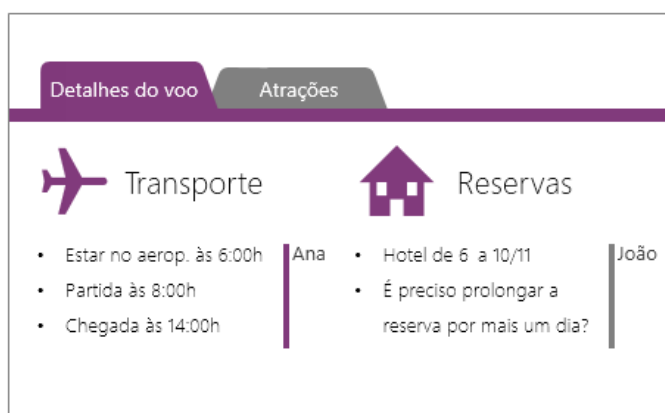 Detalhes do voo
Atrações
Transporte
• Estar no aerop. às 6:00h
• Partida às 8:00h
• Chegada às 14:00h
Ana
Reservas
• Hotel de 6 a 10/11
• É preciso prolongar a
reserva por mais um dia?
João